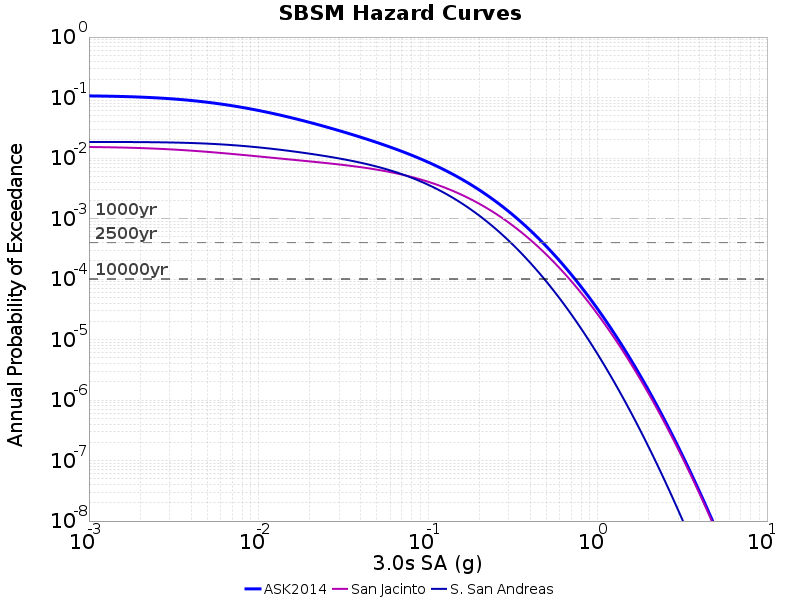 SBSM Hazard Curves
Annual Probability of Exceedance
10^0
10^-1
10^-2
10^-3
10^-4
10^-5
10^-6
10^-7
10^-8
1000yr
2500yr
10000yr
10^-3 10^-2 10^-1 10^0 10^1
3.0s SA (g)
ASK2014 San Jacinto S. San Andreas